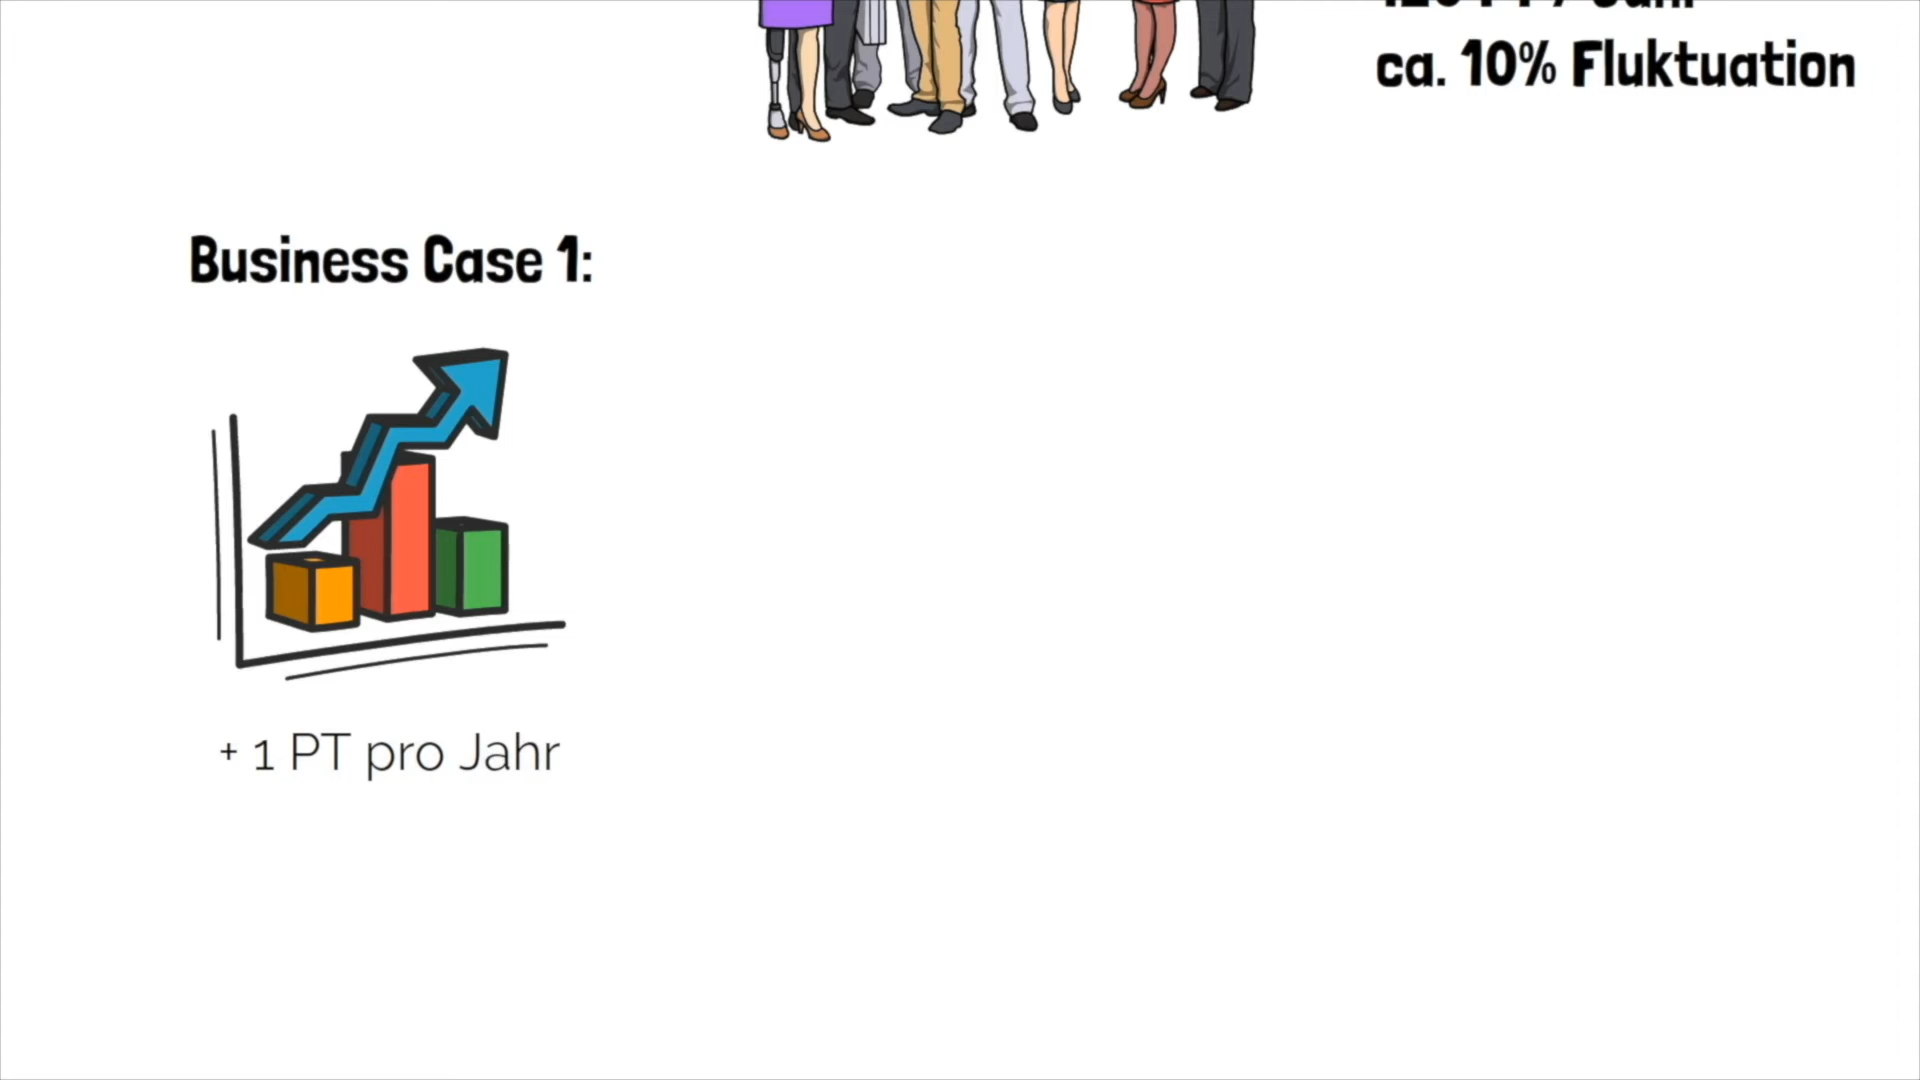 ca. 10% Fluktuation
Business Case 1:
+ 1 PT pro Jahr